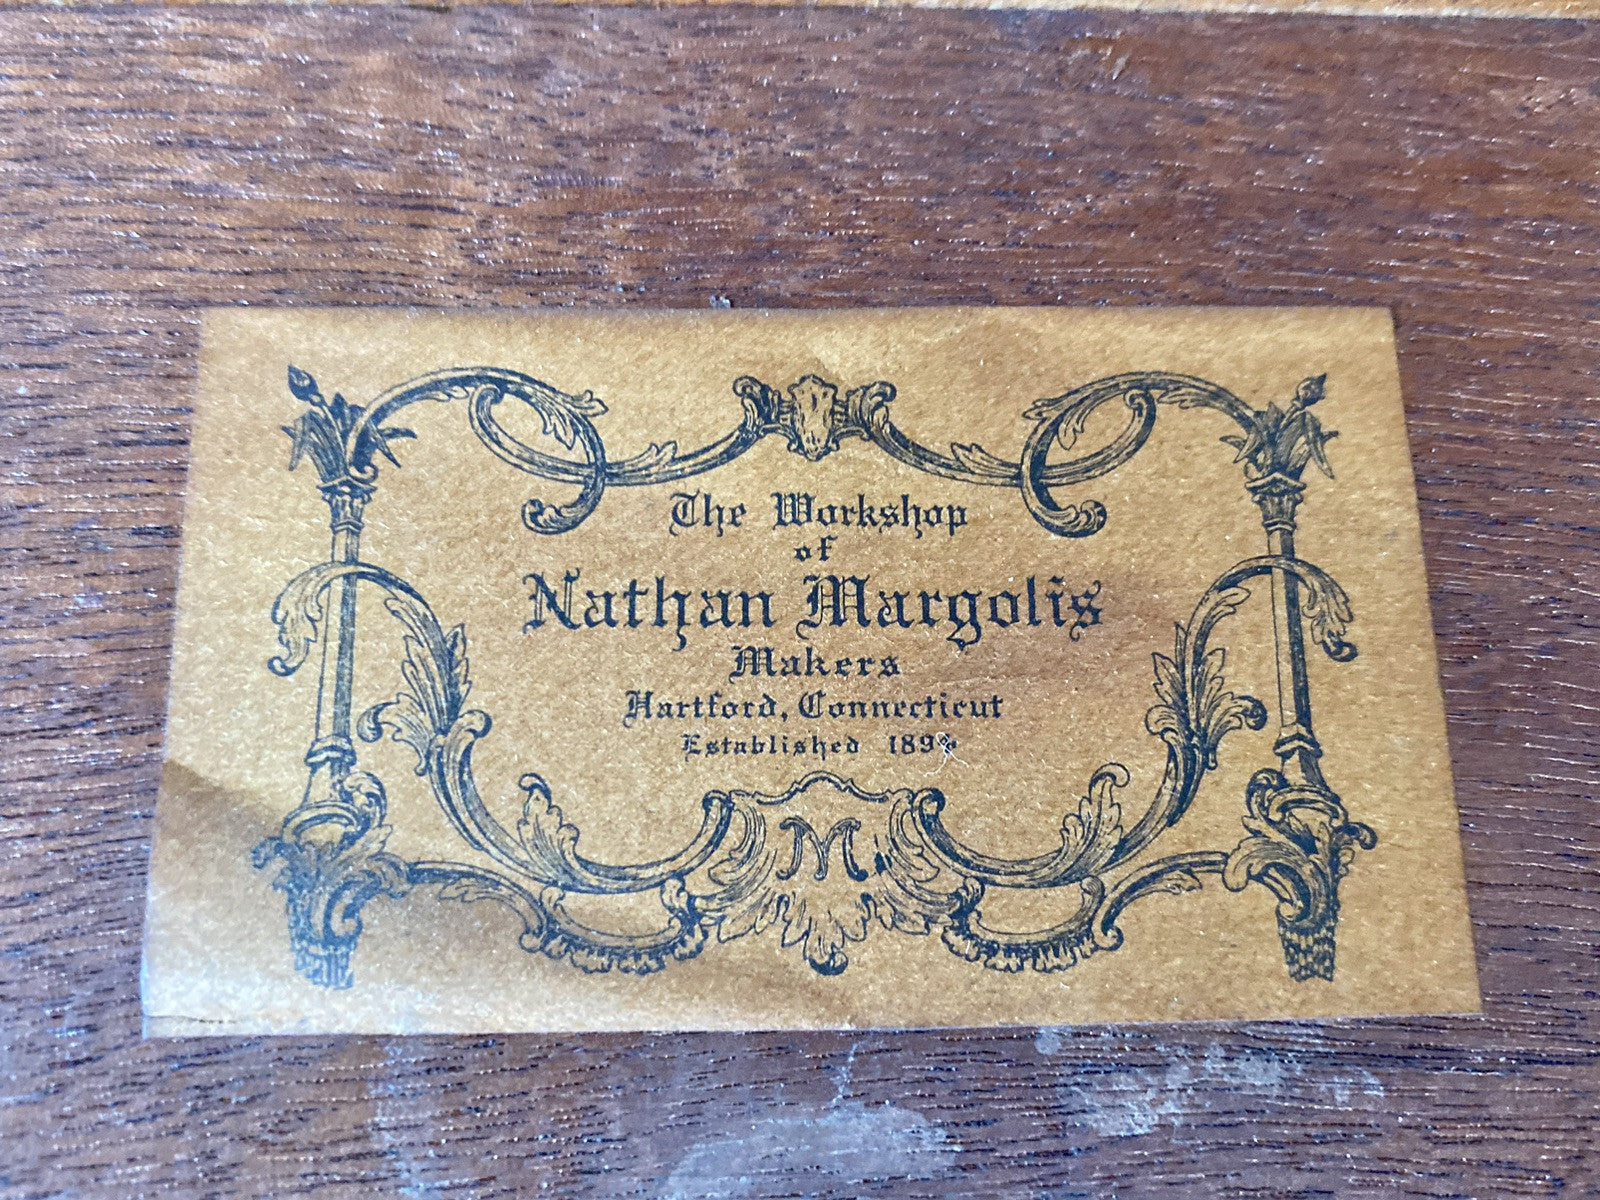 The Workshop
of
Nathan Margolis
Makers
Hartford, Connecticut
Established
M